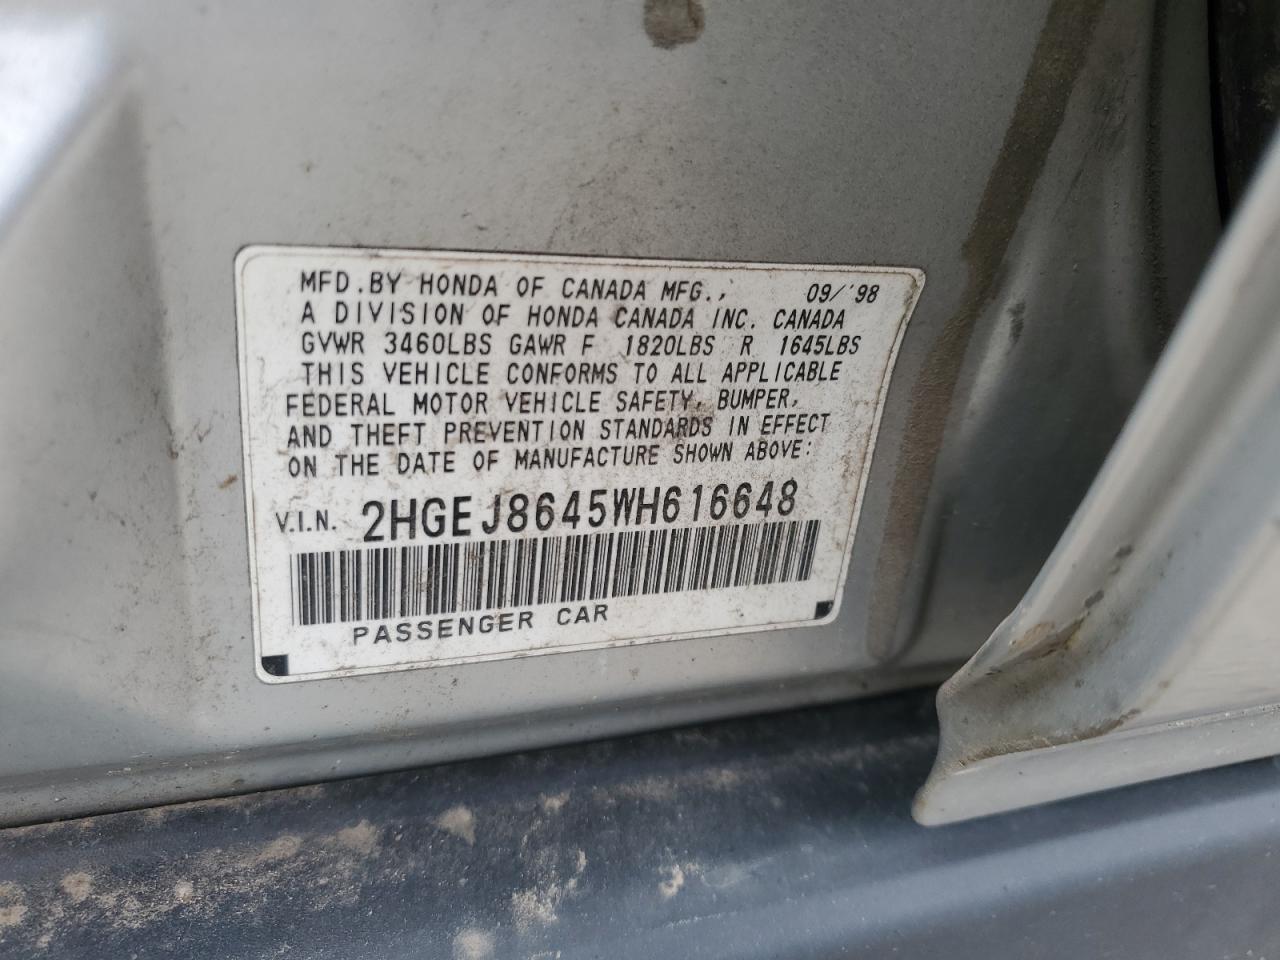 MFD.BY HONDA OF CANADA MFG., 09/'98
A DIVISION OF HONDA CANADA INC. CANADA
GVWR 3460LBS GAWR F 1820LBS R 1645LBS
THIS VEHICLE CONFORMS TO ALL APPLICABLE
FEDERAL MOTOR VEHICLE SAFETY, BUMPER,
AND THEFT PREVENTION STANDARDS IN EFFECT
ON THE DATE OF MANUFACTURE SHOWN ABOVE:
V.I.N. 2HGEJ8645WH616648
PASSENGER CAR